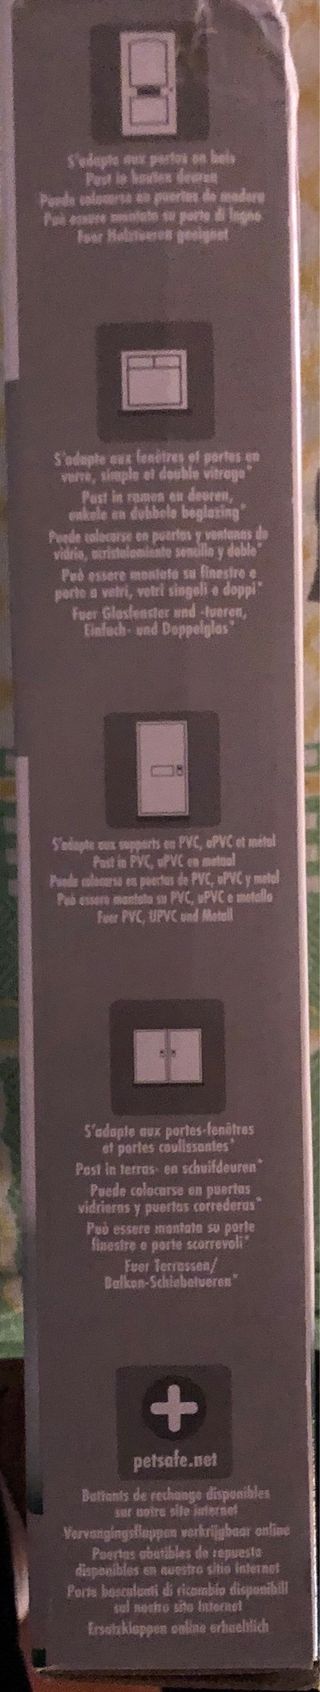 S'adapte aux portes en bois
Past in houten deuren
Puede colocarse en puertas de madera
Può essere montata su porte di legno
Fuer Holztueren geeignet
S'adapte aux fenêtres et portes en
verre, simple et double vitrage*
Past in ramen en deuren,
enkele en dubbele beglazing*
Puede colocarse en puertas y ventanas de
vidrio, acristalamiento sencillo y doble*
Può essere montata su finestre e
porte a vetri, vetri singoli e doppi*
Fuer Glasfenster und -tueren,
Einfach- und Doppelglas*
S'adapte aux supports en PVC, uPVC et métal
Past in PVC, uPVC en metaal
Puede colocarse en puertas de PVC, uPVC y metal
Può essere montata su PVC, uPVC e metallo
Fuer PVC, UPVC und Metall
S'adapte aux portes-fenêtres
et portes coulissantes*
Past in terras- en schuifdeuren*
Puede colocarse en puertas
vidrieras y puertas correderas*
Può essere montata su porte
finestre e porte scorrevoli*
Fuer Terrassen/
Balkon-Schiebetueren*
petsafe.net
Battants de rechange disponibles
sur notre site internet
Vervangingsflappen verkrijgbaar online
Puertas abatibles de repuesto
disponibles en nuestro sitio internet
Porte basculanti di ricambio disponibili
sul nostro sito Internet
Ersatzklappen online erhaeltlich